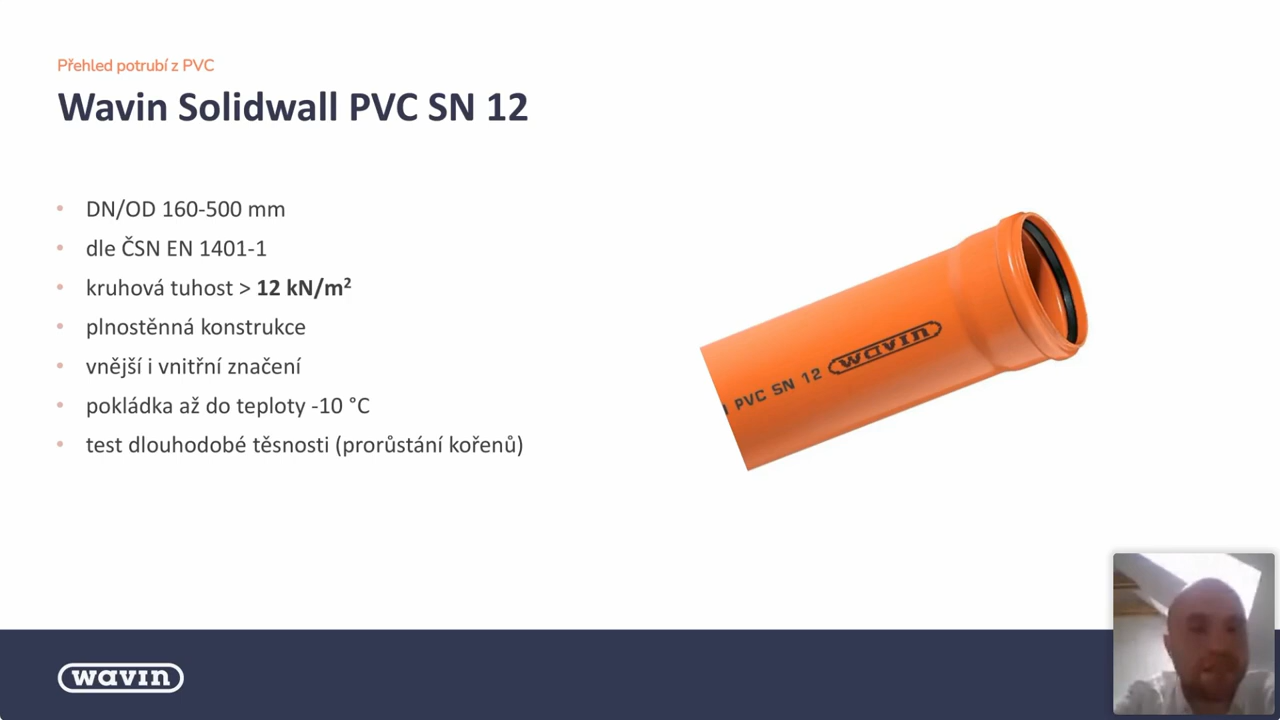 Přehled potrubí z PVC
Wavin Solidwall PVC SN 12
• DN/OD 160-500 mm
• dle ČSN EN 1401-1
• kruhová tuhost > 12 kN/m²
• plnostěnná konstrukce
• vnější i vnitřní značení
• pokládka až do teploty -10 °C
• test dlouhodobé těsnosti (prorůstání kořenů)
PVC SN 12 wavin
wavin